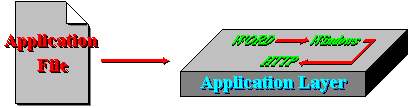 Application
File
WORD Windows
HTTP
Application Layer